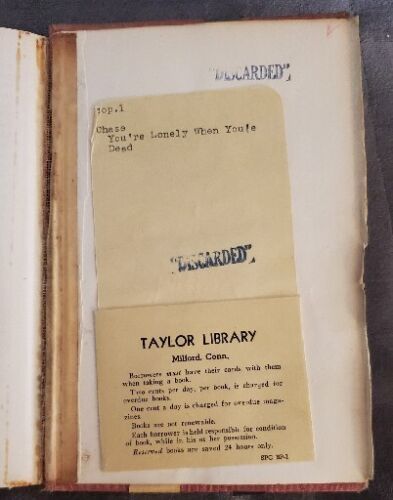 "DISCARDED"
cop.1
Chase
You're Lonely When You're
Dead
"DISCARDED"
TAYLOR LIBRARY
Milford, Conn.
Borrowers must have their cards with them
when taking a book.
Two cents per day, per book, is charged for
overdue books.
One cent a day is charged for overdue maga-
zines
Books are not renewable.
Each borrower is held responsible for condition
of book, while in his or her possession.
Reserved books are saved 24 hours only.